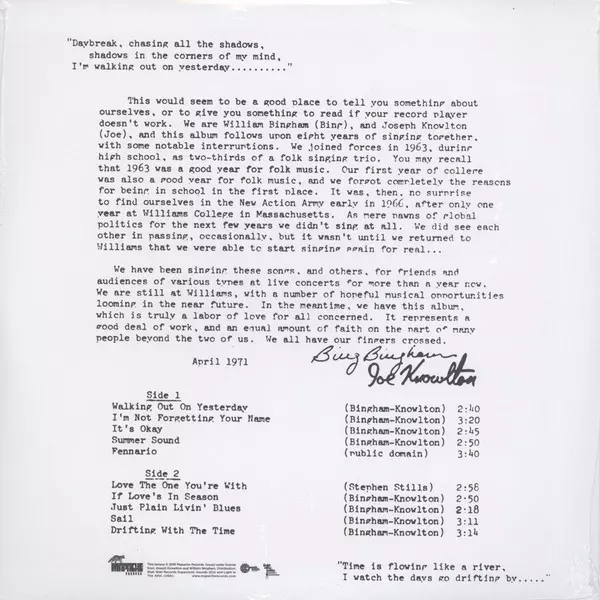 "Daybreak, chasing all the shadows,
shadows in the corners of my mind,
I'm walking out on yesterday.........."
This would seem to be a good place to tell you something about
ourselves, or to give you something to read if your record player
doesn't work. We are William Bingham (Bing), and Joseph Knowlton
(Joe), and this album follows upon eight years of singing together,
with some notable interruptions. We joined forces in 1963, during
high school, as two-thirds of a folk singing trio. You may recall
that 1963 was a good year for folk music. Our first year of college
was also a good year for folk music, and we forgot completely the reasons
for being in school in the first place. It was, then, no surprise
to find ourselves in the New Action Army early in 1966, after only one
year at Williams College in Massachusetts. As mere pawns of global
politics for the next few years we didn't sing at all. We did see each
other in passing, occasionally, but it wasn't until we returned to
Williams that we were able to start singing again for real...
We have been singing these songs, and others, for friends and
audiences of various types at live concerts for more than a year now.
We are still at Williams, with a number of hopeful musical opportunities
looming in the near future. In the meantime, we have this album,
which is truly a labor of love for all concerned. It represents a
good deal of work, and an equal amount of faith on the part of many
people beyond the two of us. We all have our fingers crossed.
April 1971
Bing Bingham
Joe Knowlton
Side 1
Walking Out On Yesterday (Bingham-Knowlton) 2:40
I'm Not Forgetting Your Name (Bingham-Knowlton) 3:20
It's Okay (Bingham-Knowlton) 2:45
Summer Sound (Bingham-Knowlton) 2:50
Fennario (public domain) 3:40
Side 2
Love The One You're With (Stephen Stills) 2:58
If Love's In Season (Bingham-Knowlton) 2:50
Just Plain Livin' Blues (Bingham-Knowlton) 2:18
Sail (Bingham-Knowlton) 3:11
Drifting With The Time (Bingham-Knowlton) 3:14
"Time is flowing like a river,
I watch the days go drifting by....."